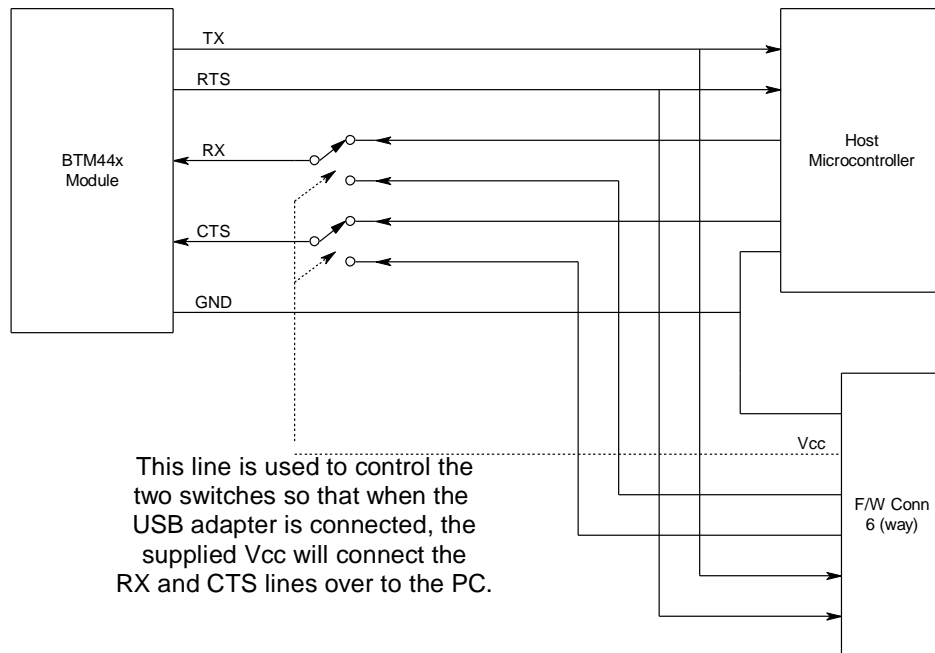 TX
RTS
RX
CTS
GND
BTM44x
Module
Host
Microcontroller
Vcc
This line is used to control the
two switches so that when the
USB adapter is connected, the
supplied Vcc will connect the
RX and CTS lines over to the PC.
F/W Conn
6 (way)